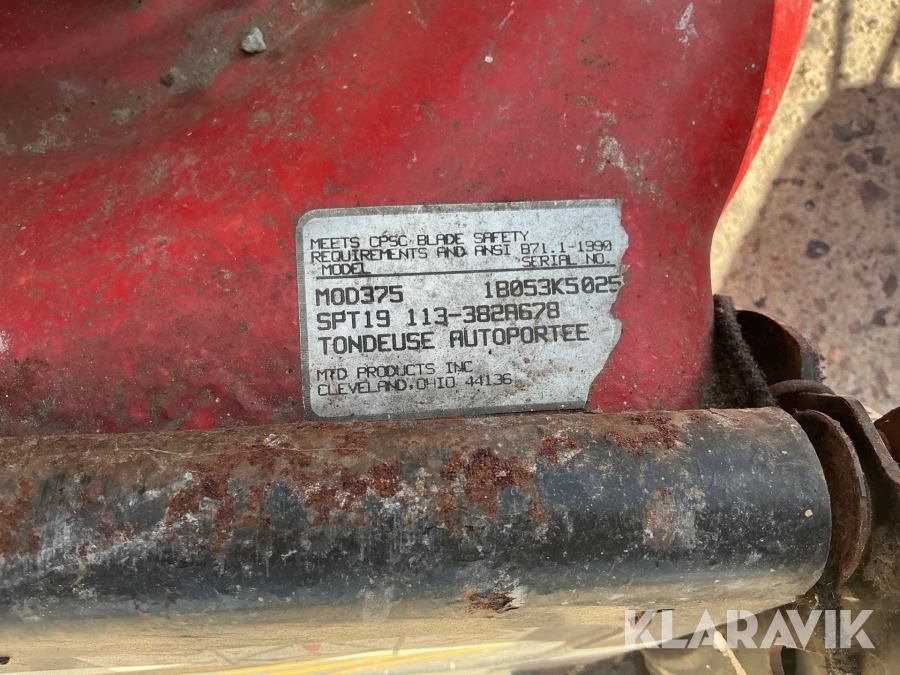 MEETS CPSC BLADE SAFETY
REQUIREMENTS AND ANSI B71.1-1990
MODEL SERIAL NO.
MOD375 1B053K5025
SPT19 113-382A678
TONDEUSE AUTOPORTEE
MTD PRODUCTS INC
CLEVELAND, OHIO 44136
KLARAVIK